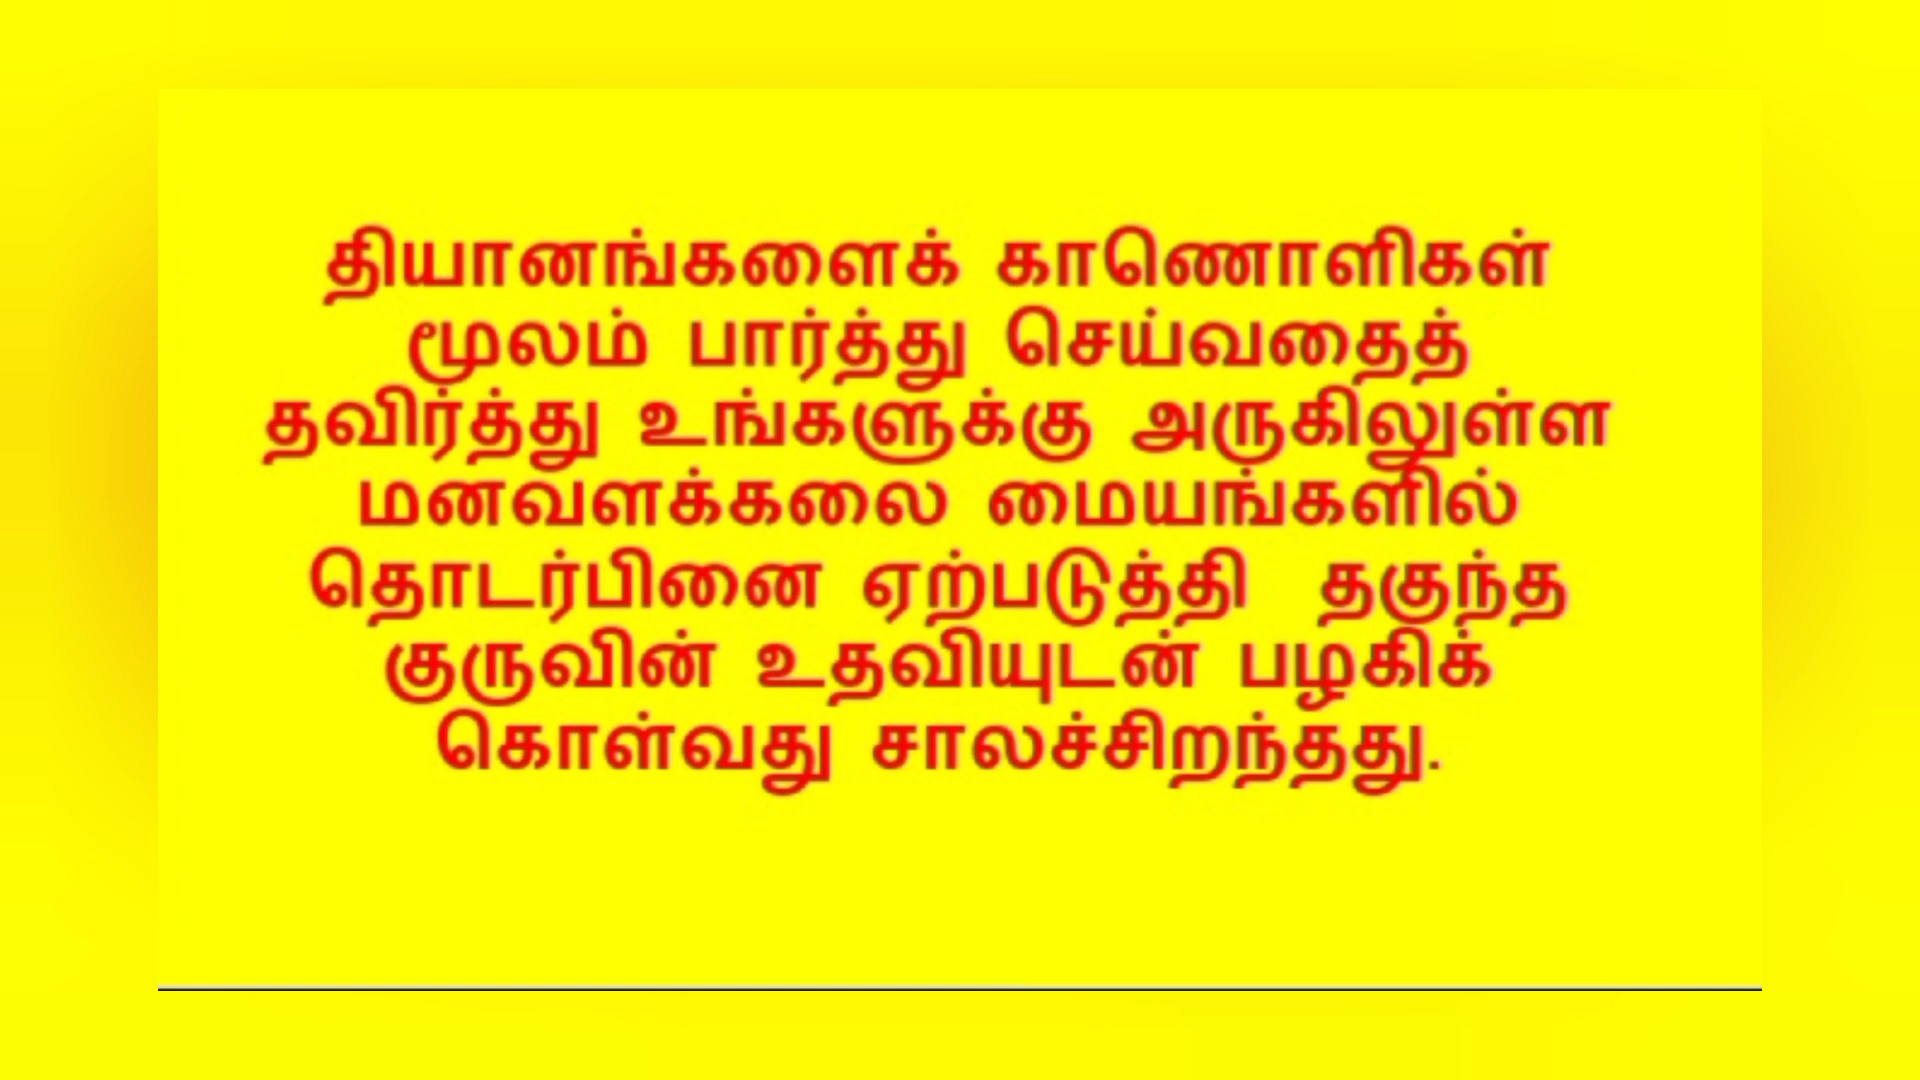 தியானங்களைக் காணொளிகள்
மூலம் பார்த்து செய்வதைத்
தவிர்த்து உங்களுக்கு அருகிலுள்ள
மனவளக்கலை மையங்களில்
தொடர்பினை ஏற்படுத்தி தகுந்த
குருவின் உதவியுடன் பழகிக்
கொள்வது சாலச்சிறந்தது.